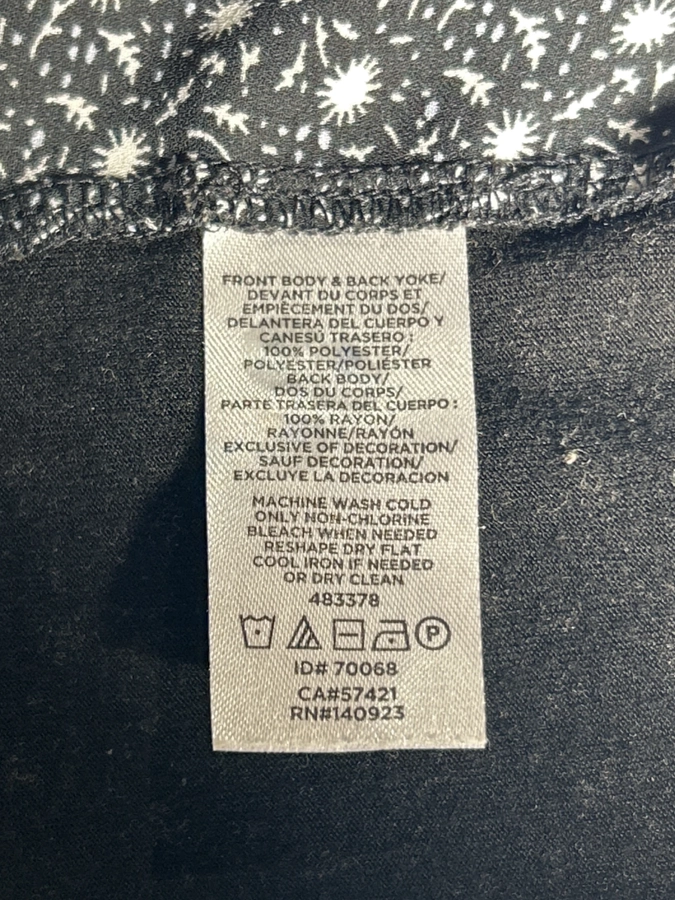 FRONT BODY & BACK YOKE/
DEVANT DU CORPS ET
EMPIÈCEMENT DU DOS/
DELANTERA DEL CUERPO Y
CANESÚ TRASERO :
100% POLYESTER/
POLYESTER/POLIÉSTER
BACK BODY/
DOS DU CORPS/
PARTE TRASERA DEL CUERPO :
100% RAYON/
RAYONNE/RAYÓN
EXCLUSIVE OF DECORATION/
SAUF DECORATION/
EXCLUYE LA DECORACION
MACHINE WASH COLD
ONLY NON-CHLORINE
BLEACH WHEN NEEDED
RESHAPE DRY FLAT
COOL IRON IF NEEDED
OR DRY CLEAN
483378
P
ID# 70068
CA#57421
RN#140923